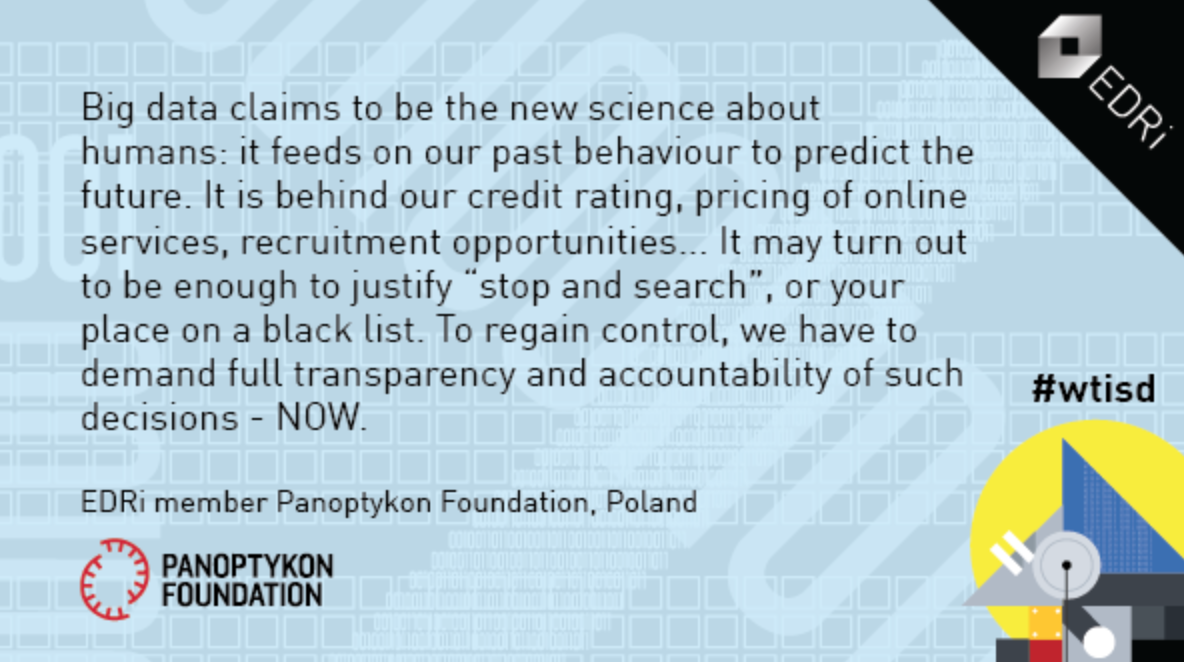 EDRi
Big data claims to be the new science about
humans: it feeds on our past behaviour to predict the
future. It is behind our credit rating, pricing of online
services, recruitment opportunities... It may turn out
to be enough to justify “stop and search”, or your
place on a black list. To regain control, we have to
demand full transparency and accountability of such
decisions - NOW.
#wtisd
EDRi member Panoptykon Foundation, Poland
PANOPTYKON
FOUNDATION